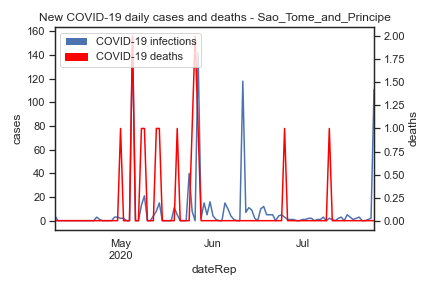 New COVID-19 daily cases and deaths - Sao_Tome_and_Principe
COVID-19 infections
COVID-19 deaths
160
140
120
100
80
60
40
20
0
cases
2.00
1.75
1.50
1.25
1.00
0.75
0.50
0.25
0.00
deaths
May
2020
Jun
Jul
dateRep